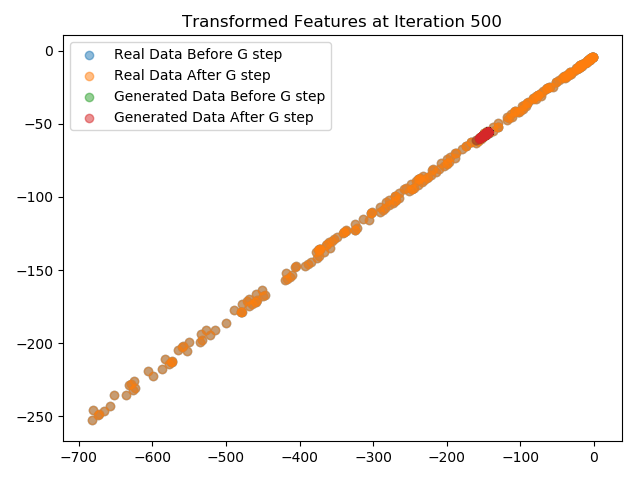 Transformed Features at Iteration 500
Real Data Before G step
Real Data After G step
Generated Data Before G step
Generated Data After G step
0
−50
−100
−150
−200
−250
−700 −600 −500 −400 −300 −200 −100 0